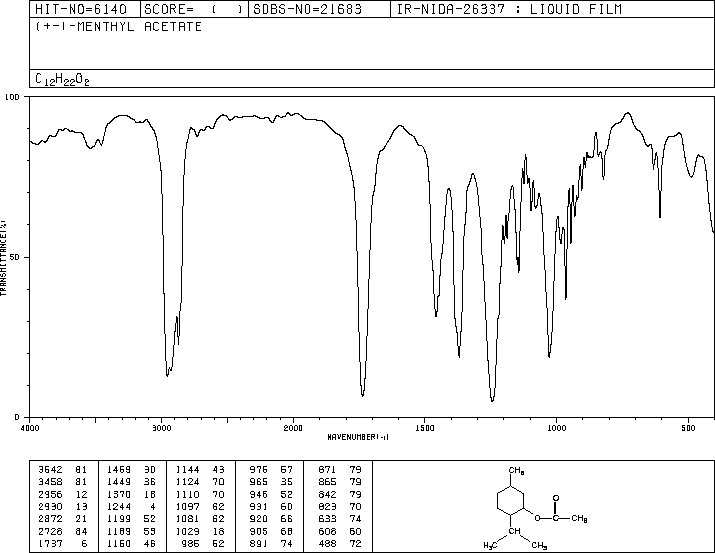 HIT-NO=6140 SCORE= ( ) SDBS-NO=21683 IR-NIDA-26337 : LIQUID FILM
(+-)-MENTHYL ACETATE
C12H22O2
100
50
0
TRANSMITTANCE(%)
4000 3000 2000 1500 1000 500
WAVENUMBER(-1)
3542 81 1459 30 1144 43 976 57 871 79
3458 81 1449 36 1124 70 965 35 865 79
2956 12 1370 18 1110 70 946 52 842 79
2930 13 1244 4 1097 62 931 60 823 70
2872 21 1199 52 1081 62 920 66 633 74
2728 84 1189 53 1029 18 905 68 608 60
1737 6 1150 46 985 52 891 74 488 72
CH3
O
O C CH3
CH
H3C CH3